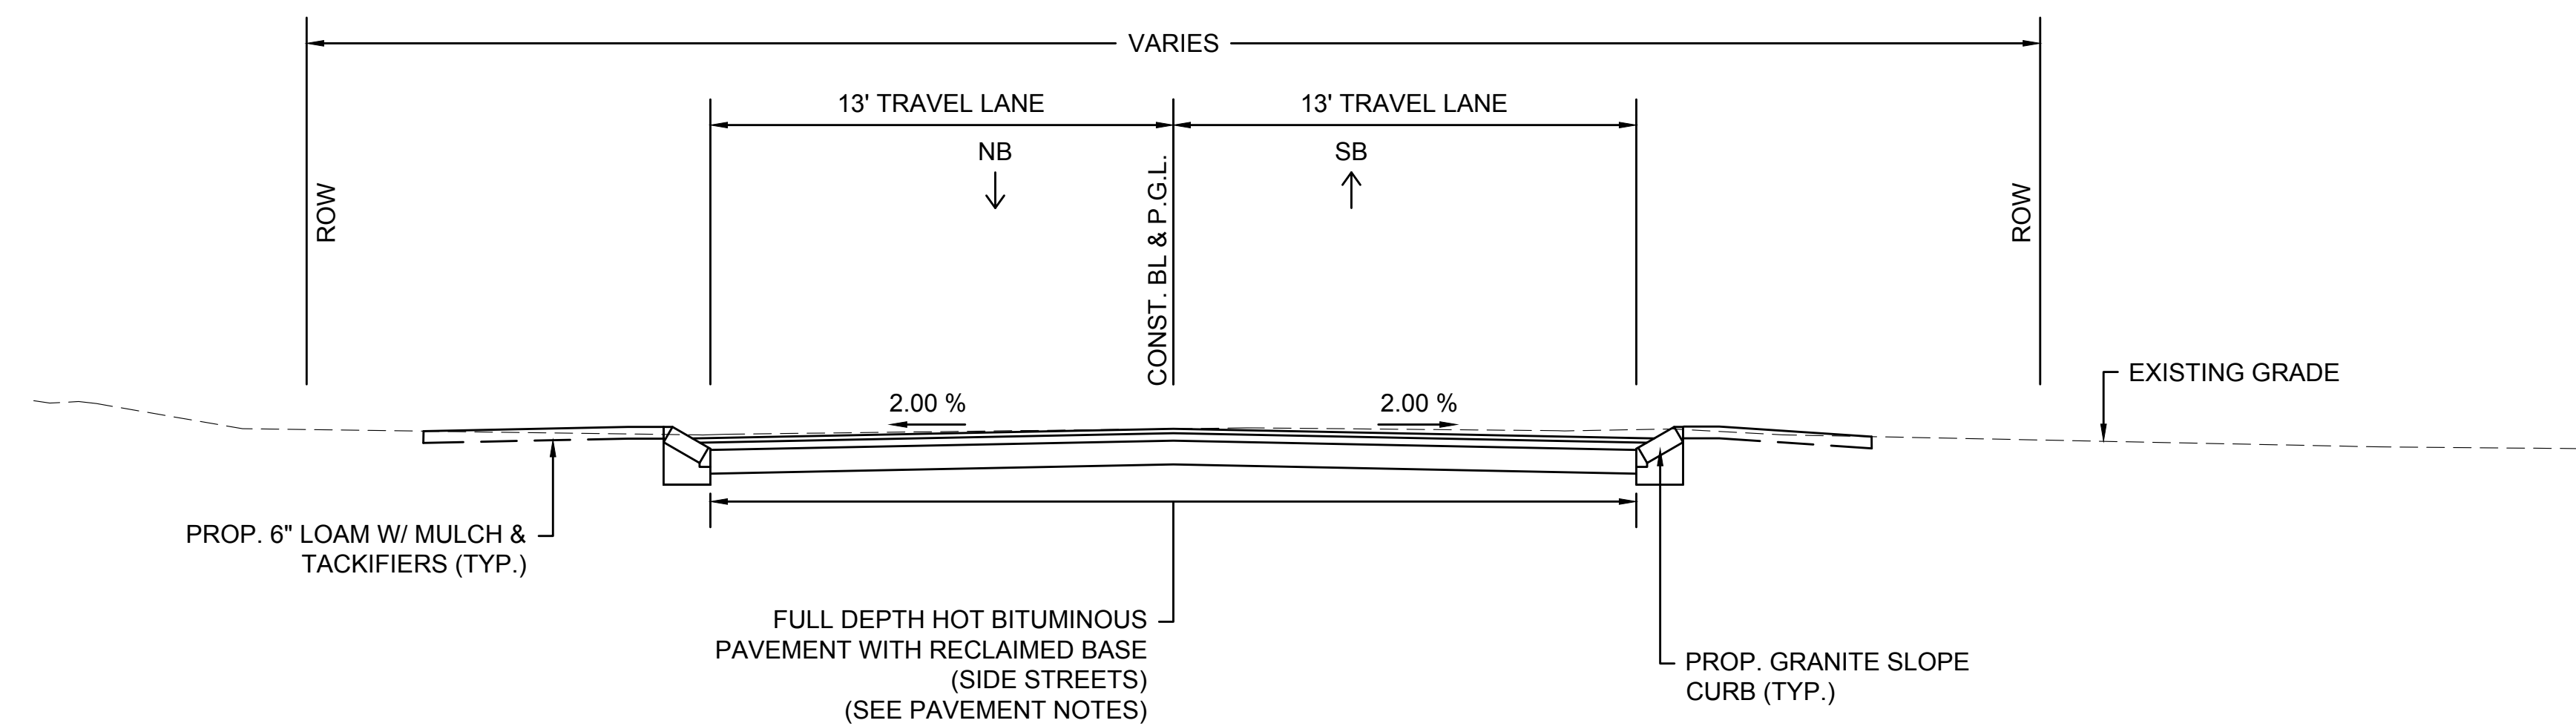 VARIES
13' TRAVEL LANE
13' TRAVEL LANE
NB
SB
ROW
CONST. BL & P.G.L.
ROW
EXISTING GRADE
2.00 %
2.00 %
PROP. 6" LOAM W/ MULCH &
TACKIFIERS (TYP.)
FULL DEPTH HOT BITUMINOUS
PAVEMENT WITH RECLAIMED BASE
(SIDE STREETS)
(SEE PAVEMENT NOTES)
PROP. GRANITE SLOPE
CURB (TYP.)